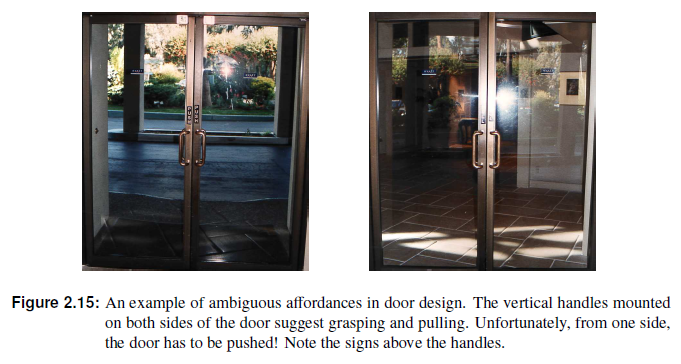 PUSH PUSH
Figure 2.15: An example of ambiguous affordances in door design. The vertical handles mounted
on both sides of the door suggest grasping and pulling. Unfortunately, from one side,
the door has to be pushed! Note the signs above the handles.